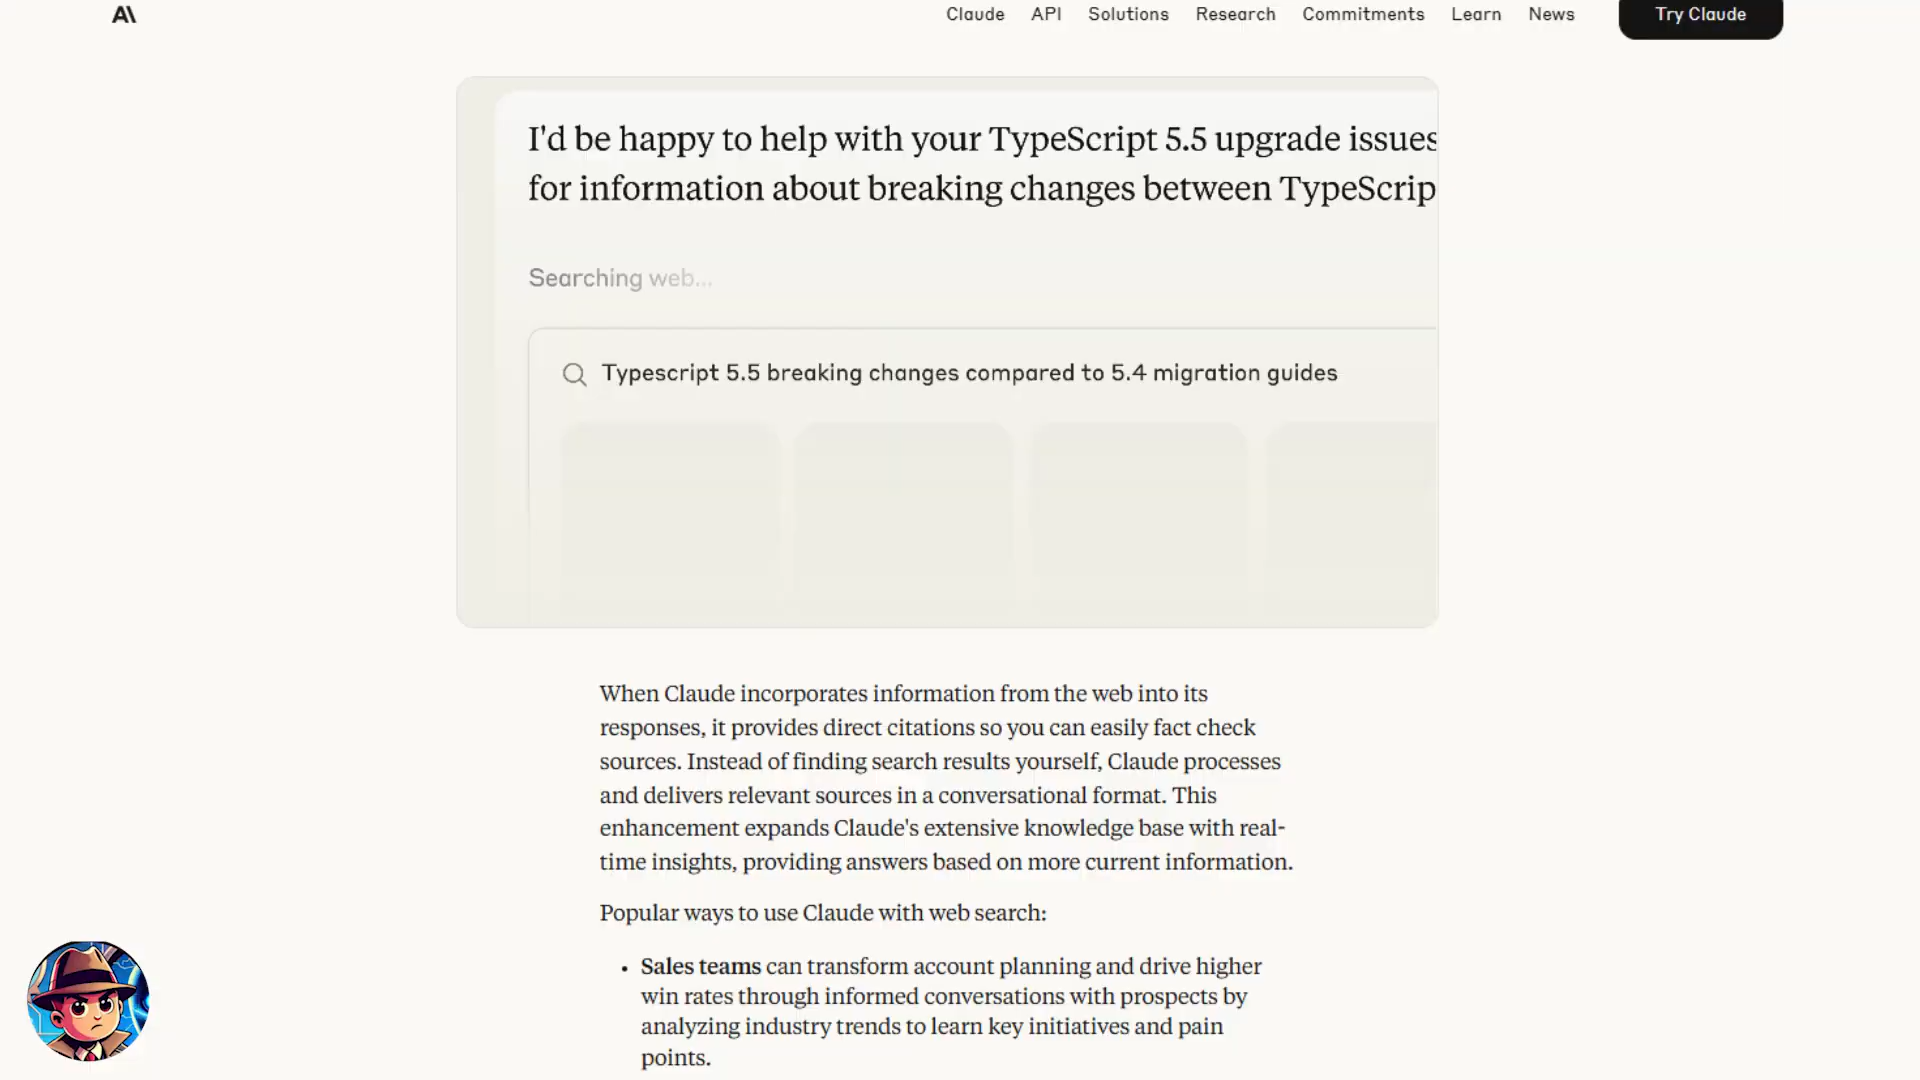 A\
Claude API Solutions Research Commitments Learn News Try Claude
I'd be happy to help with your TypeScript 5.5 upgrade issues
for information about breaking changes between TypeScrip
Searching web...
Typescript 5.5 breaking changes compared to 5.4 migration guides
When Claude incorporates information from the web into its
responses, it provides direct citations so you can easily fact check
sources. Instead of finding search results yourself, Claude processes
and delivers relevant sources in a conversational format. This
enhancement expands Claude's extensive knowledge base with real-
time insights, providing answers based on more current information.
Popular ways to use Claude with web search:
• Sales teams can transform account planning and drive higher
win rates through informed conversations with prospects by
analyzing industry trends to learn key initiatives and pain
points.